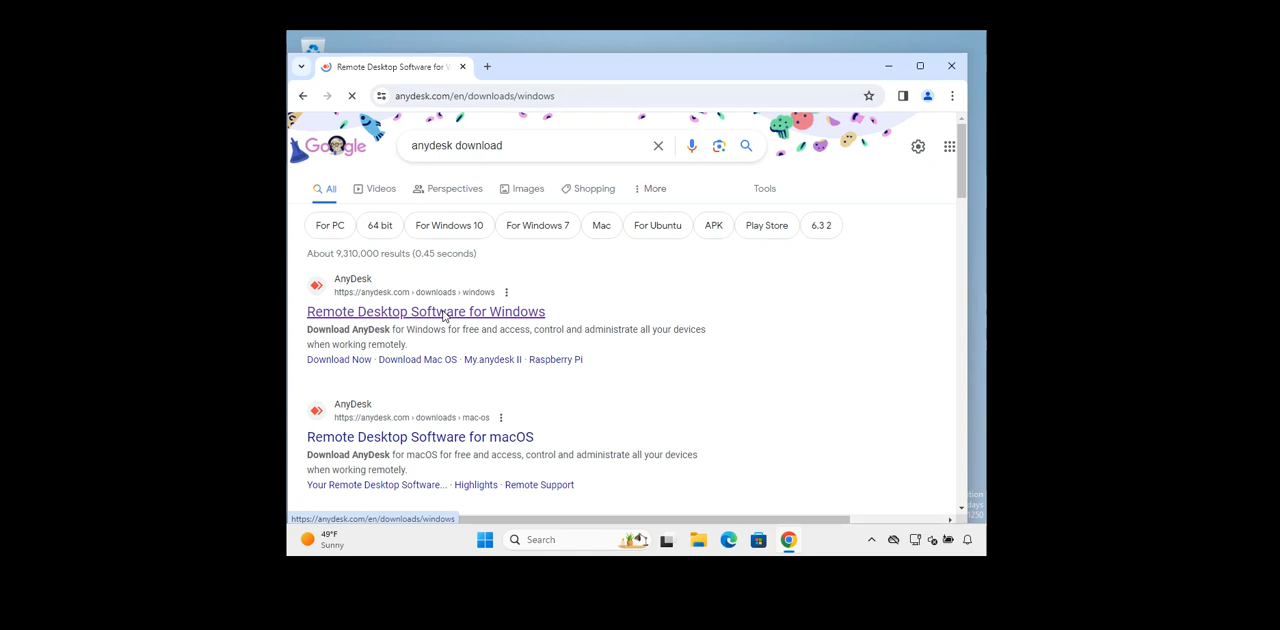 Remote Desktop Software for W
anydesk.com/en/downloads/windows
Google
anydesk download
All
Videos
Perspectives
Images
Shopping
More
Tools
For PC
64 bit
For Windows 10
For Windows 7
Mac
For Ubuntu
APK
Play Store
6.3 2
About 9,310,000 results (0.45 seconds)
AnyDesk
https://anydesk.com › downloads › windows
Remote Desktop Software for Windows
Download AnyDesk for Windows for free and access, control and administrate all your devices
when working remotely.
Download Now · Download Mac OS · My.anydesk II · Raspberry Pi
AnyDesk
https://anydesk.com › downloads › mac-os
Remote Desktop Software for macOS
Download AnyDesk for macOS for free and access, control and administrate all your devices
when working remotely.
Your Remote Desktop Software... · Highlights · Remote Support
https://anydesk.com/en/downloads/windows
tion
days
1250
49°F
Sunny
Search